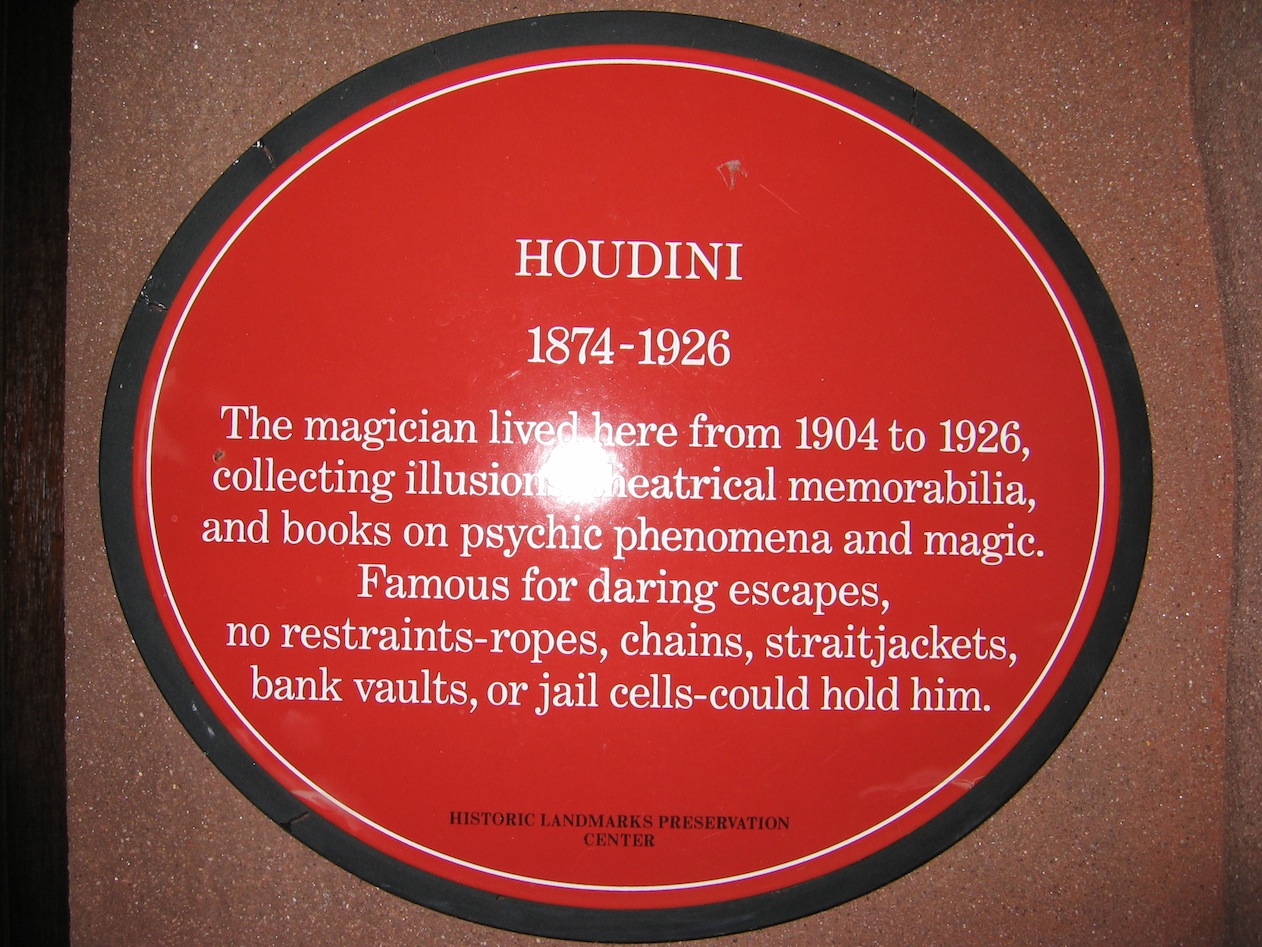 HOUDINI
1874-1926
The magician lived here from 1904 to 1926,
collecting illusions, theatrical memorabilia,
and books on psychic phenomena and magic.
Famous for daring escapes,
no restraints-ropes, chains, straitjackets,
bank vaults, or jail cells-could hold him.
HISTORIC LANDMARKS PRESERVATION
CENTER